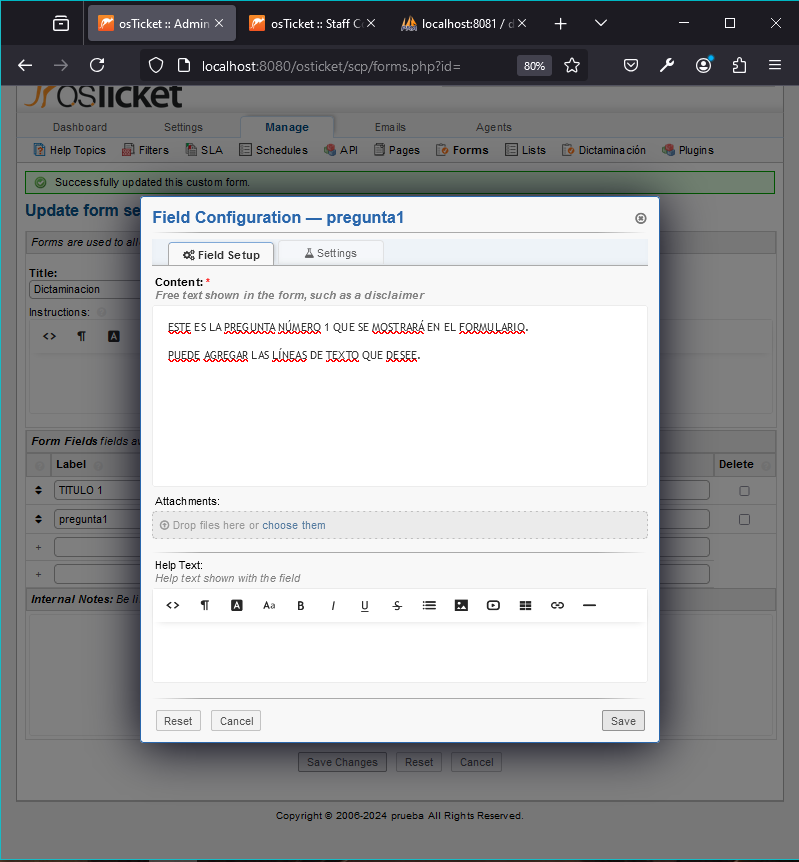 osTicket :: Admin
osTicket :: Staff C
localhost:8081 / d
localhost:8080/osticket/scp/forms.php?id=
80%
osTicket
Dashboard
Settings
Manage
Emails
Agents
Help Topics
Filters
SLA
Schedules
API
Pages
Forms
Lists
Dictaminación
Plugins
Successfully updated this custom form.
Update form se
Forms are used to all
Title:
Dictaminacion
Instructions:
Field Configuration — pregunta1
Field Setup
Settings
Content: *
Free text shown in the form, such as a disclaimer
ESTE ES LA PREGUNTA NÚMERO 1 QUE SE MOSTRARÁ EN EL FORMULARIO.
PUEDE AGREGAR LAS LÍNEAS DE TEXTO QUE DESEE.
Attachments:
Drop files here or choose them
Help Text:
Help text shown with the field
A Aa B I U S
Reset
Cancel
Save
Form Fields fields av
Label
Delete
TITULO 1
pregunta1
+
+
Internal Notes: Be li
Save Changes
Reset
Cancel
Copyright © 2006-2024 prueba All Rights Reserved.